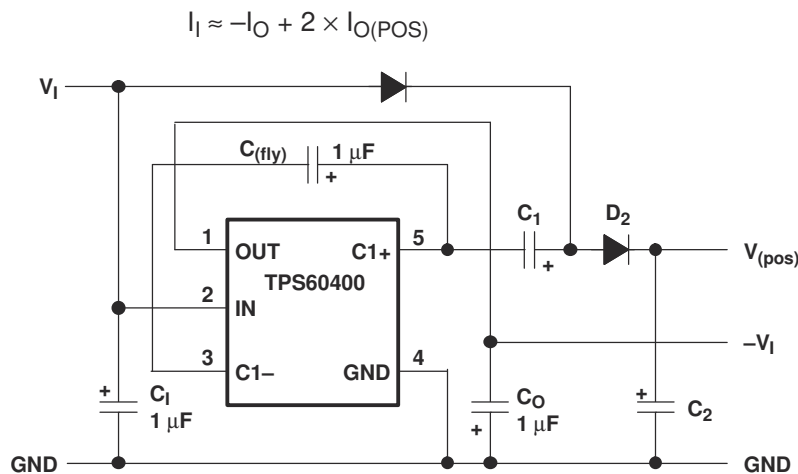 I_I ≈ –I_O + 2 × I_O(POS)
V_I
C_(fly) 1 µF
+
C_1 D_2
+
1 OUT C1+ 5
V_(pos)
TPS60400
2 IN
–V_I
3 C1– GND 4
+ C_I 1 µF
C_O 1 µF +
+ C_2
GND GND